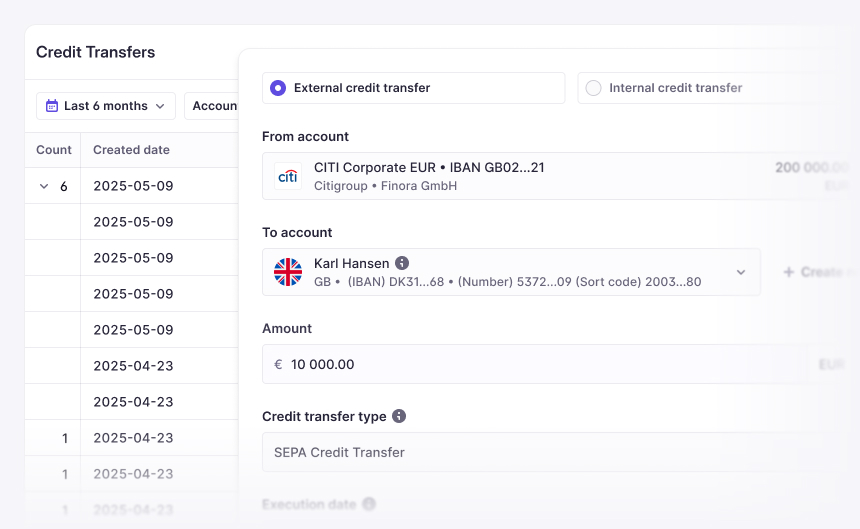 Credit Transfers
Last 6 months
Accoun
Count Created date
6 2025-05-09
2025-05-09
2025-05-09
2025-05-09
2025-05-09
2025-04-23
2025-04-23
1 2025-04-23
1 2025-04-23
1 2025-04-23
External credit transfer
Internal credit transfer
From account
citi
CITI Corporate EUR • IBAN GB02...21
200 000.00
Citigroup • Finora GmbH
EUR
To account
Karl Hansen
GB • (IBAN) DK31...68 • (Number) 5372...09 (Sort code) 2003...80
+ Create
Amount
€ 10 000.00
EUR
Credit transfer type
SEPA Credit Transfer
Execution date